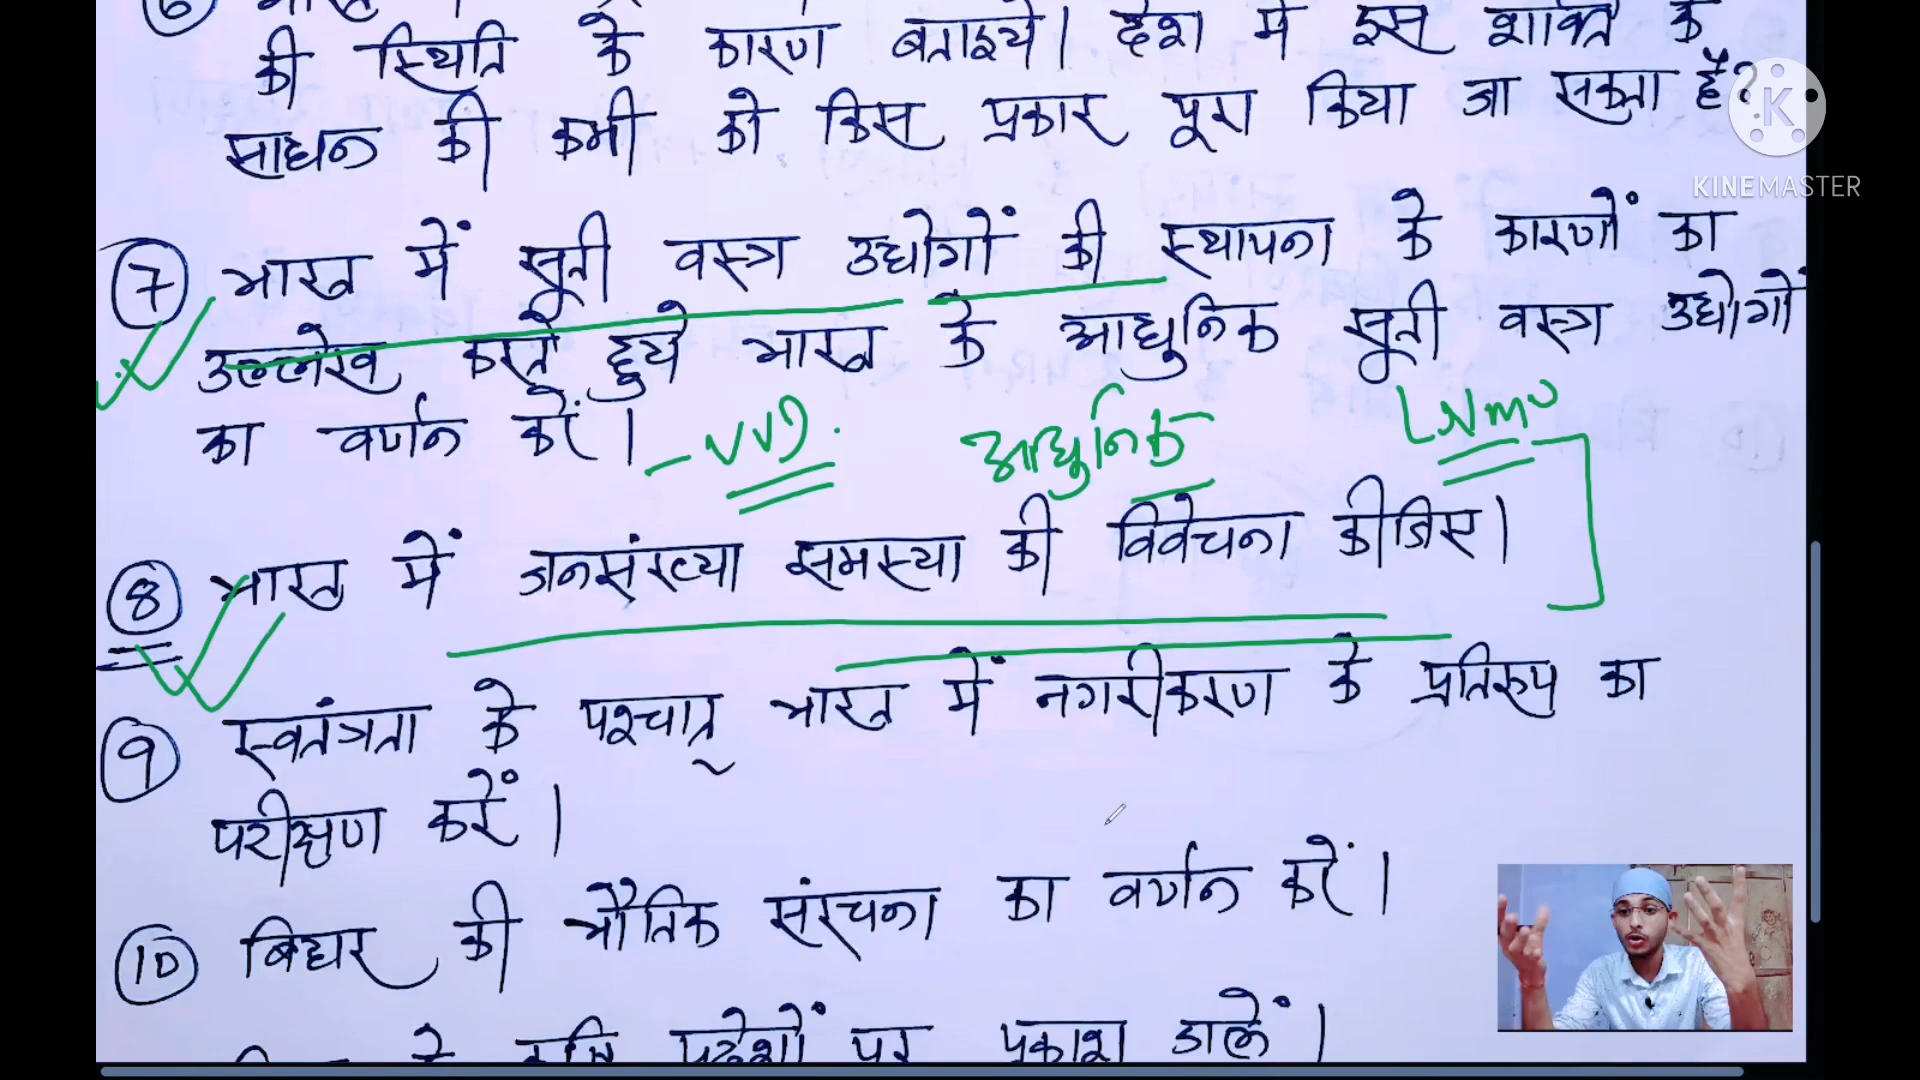 6
की स्थिति के कारण बताइये। देश में इस शक्ति के
साधन की कमी को किस प्रकार पूरा किया जा सकता है?
KINEMASTER
7 भारत में सूती वस्त्र उद्योगों की स्थापना के कारणों का
उल्लेख करते हुये भारत के आधुनिक सूती वस्त्र उद्योगों
का वर्णन करें। - VVI. आधुनिक LNMU
8 भारत में जनसंख्या समस्या की विवेचना कीजिए।
9 स्वतंत्रता के पश्चात् भारत में नगरीकरण के प्रतिरूप का
परीक्षण करें।
10 बिहार की भौतिक संरचना का वर्णन करें।
प्रदेशों पर प्रकाश डालें।